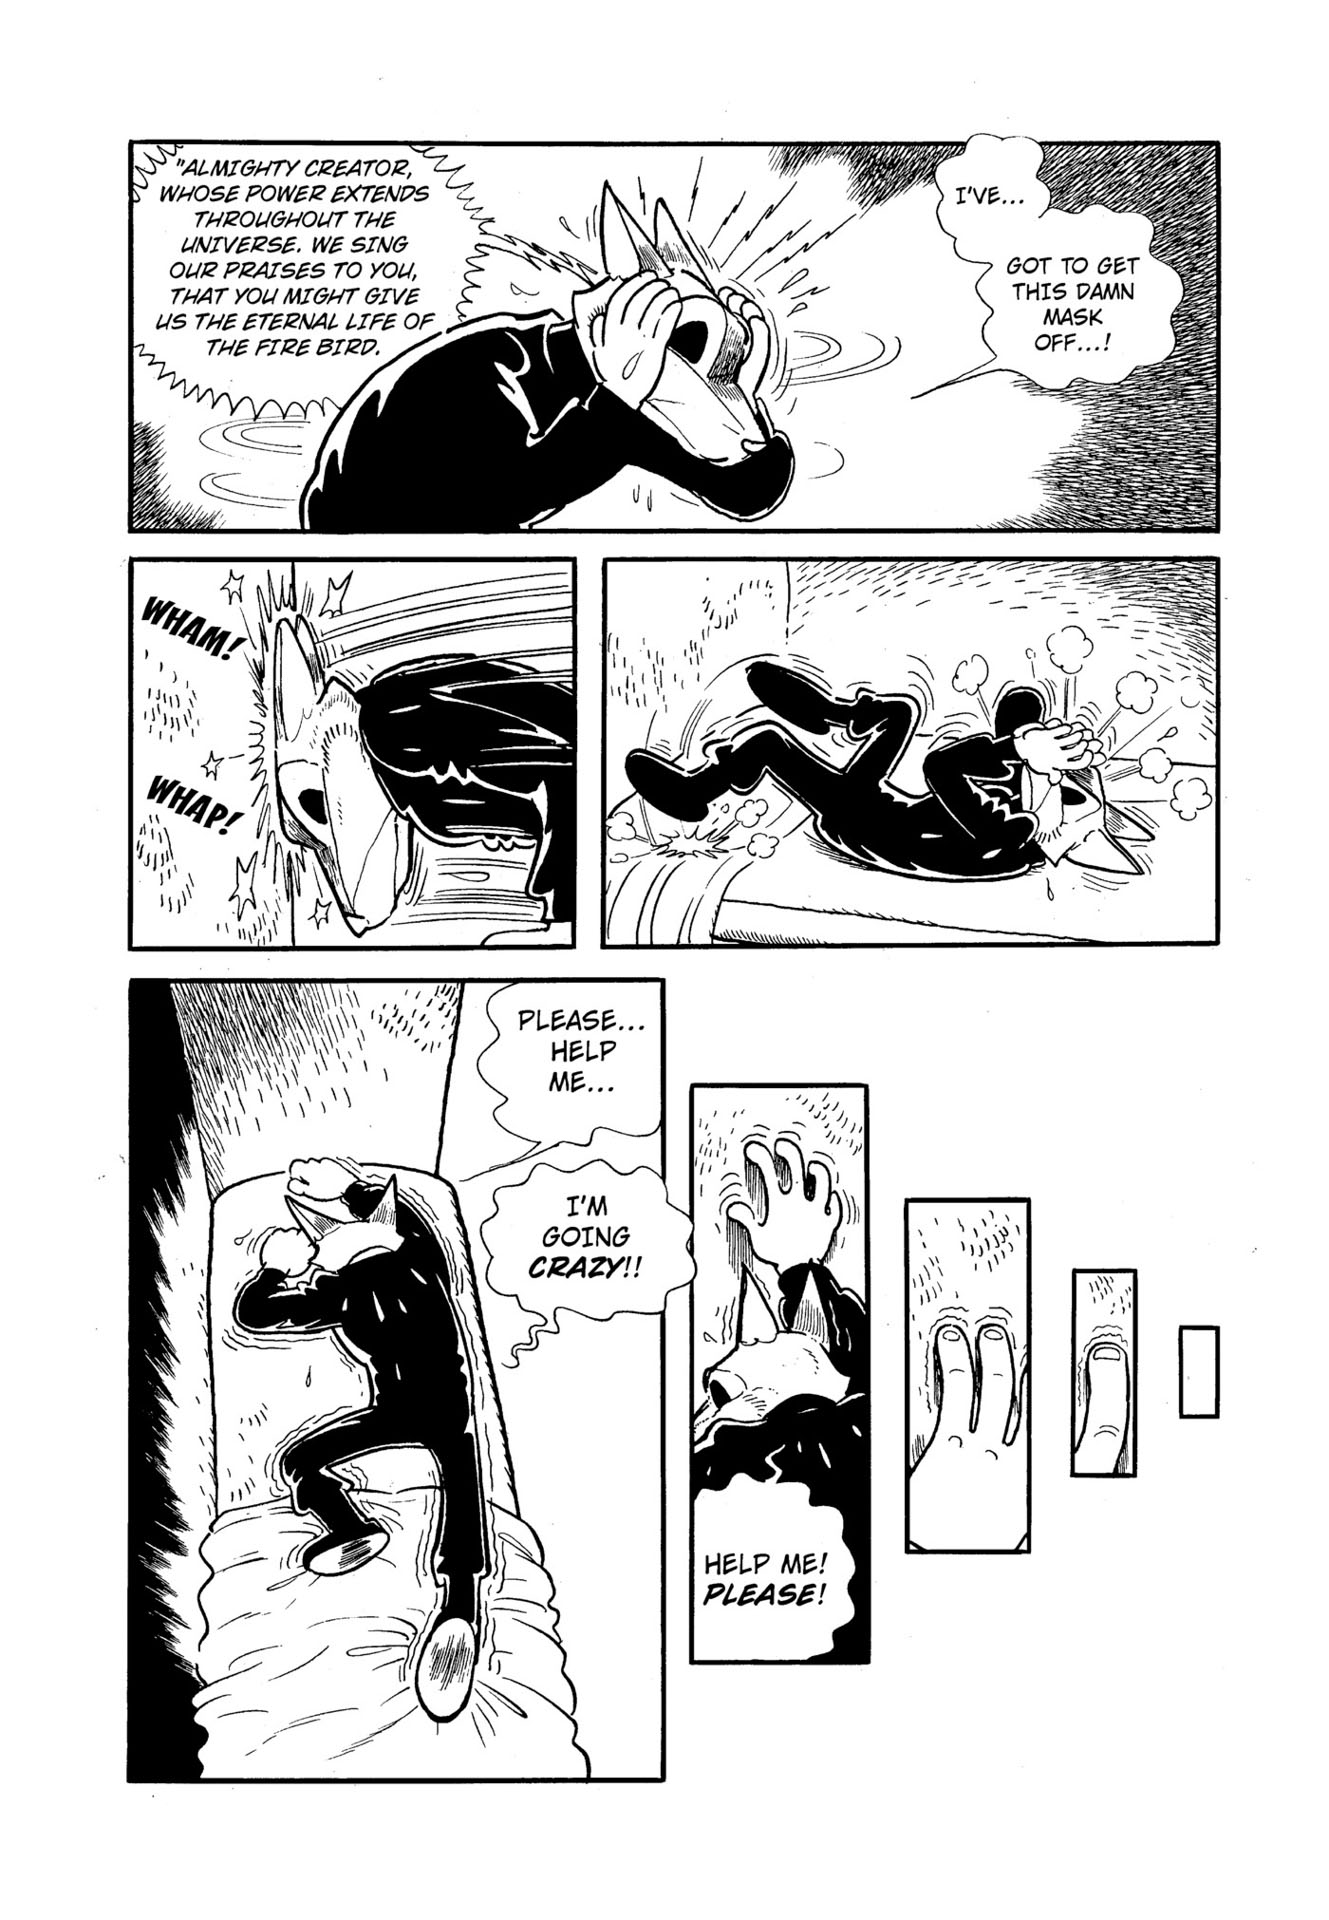 "ALMIGHTY CREATOR,
WHOSE POWER EXTENDS
THROUGHOUT THE
UNIVERSE. WE SING
OUR PRAISES TO YOU,
THAT YOU MIGHT GIVE
US THE ETERNAL LIFE OF
THE FIRE BIRD.
I'VE...
GOT TO GET
THIS DAMN
MASK
OFF...!
WHAM!
WHAP!
PLEASE...
HELP
ME...
I'M
GOING
CRAZY!!
HELP ME!
PLEASE!